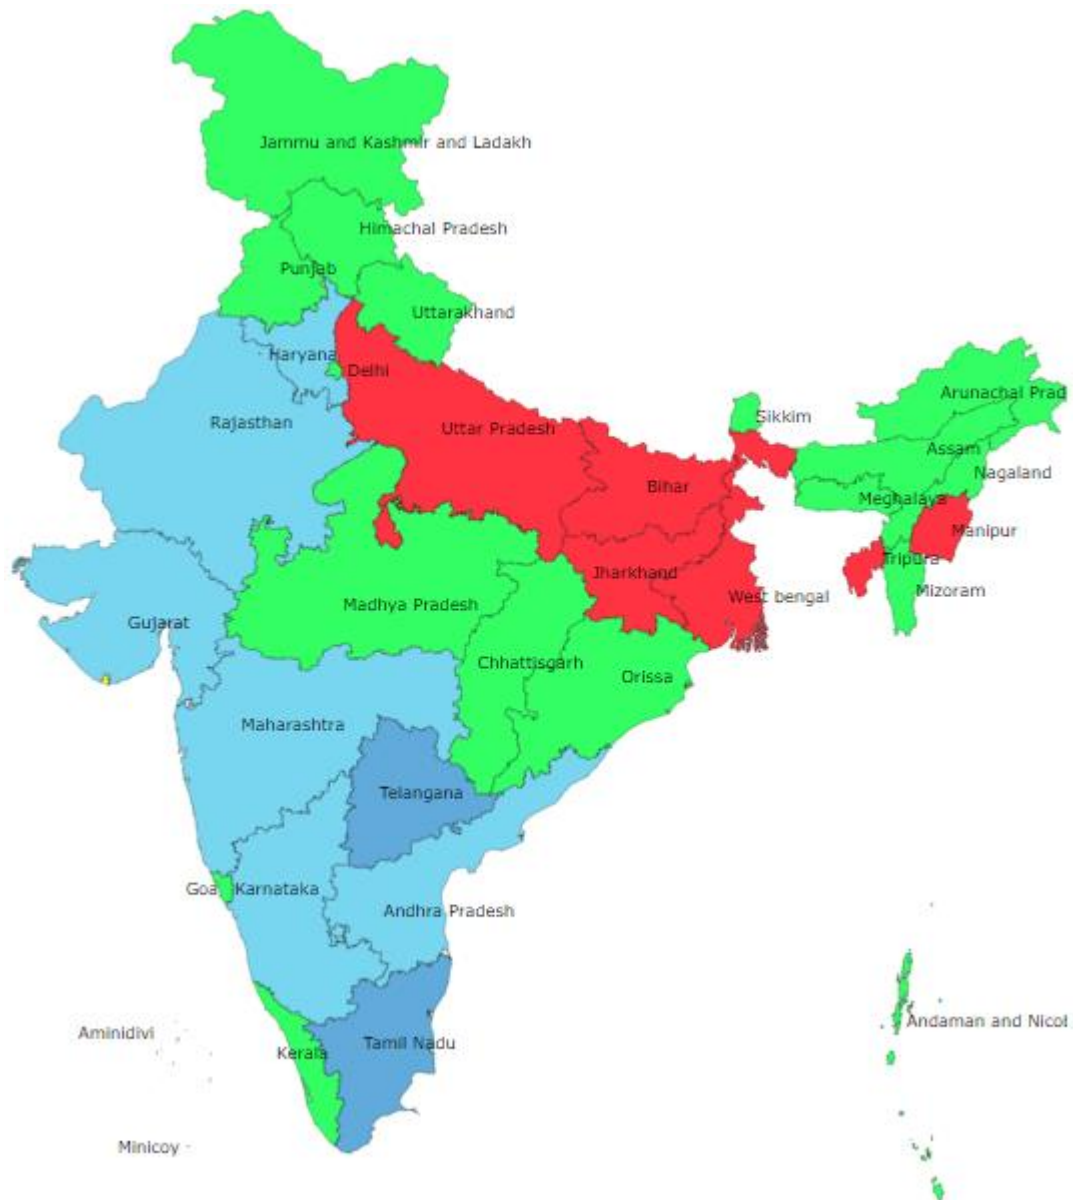 Jammu and Kashmir and Ladakh
Himachal Pradesh
Punjab
Uttarakhand
Haryana
Delhi
Arunachal Prad
Rajasthan
Sikkim
Uttar Pradesh
Assam
Nagaland
Bihar
Meghalaya
Manipur
Tripura
Jharkhand
Mizoram
West bengal
Madhya Pradesh
Gujarat
Chhattisgarh
Orissa
Maharashtra
Telangana
Goa
Karnataka
Andhra Pradesh
Andaman and Nicol
Aminidivi
Tamil Nadu
Kerala
Minicoy